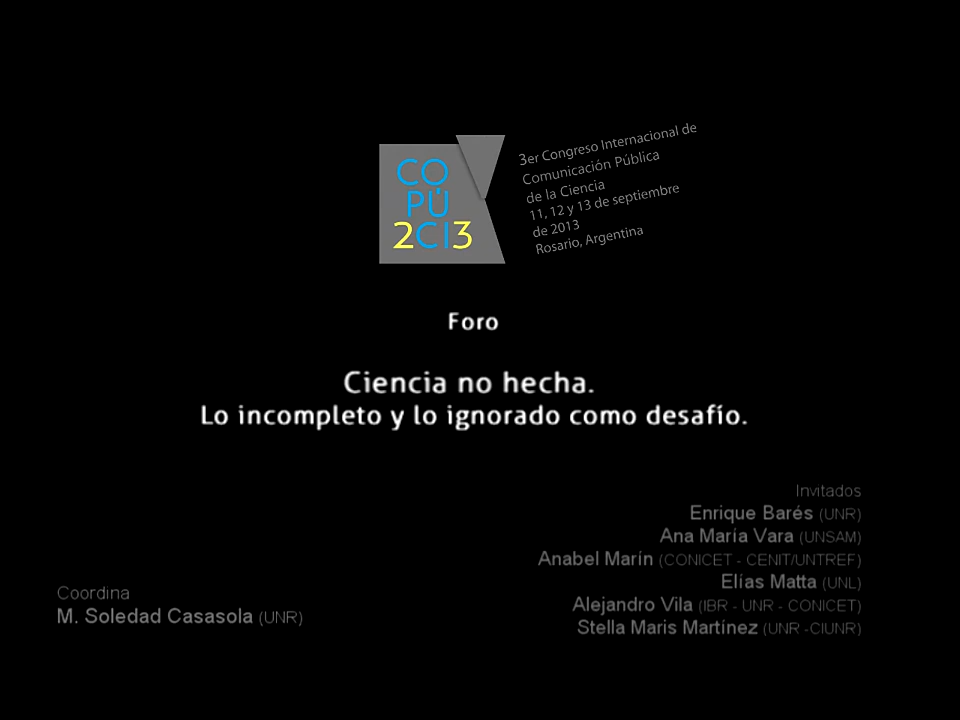 CO
PÚ
2CI3
3er Congreso Internacional de
Comunicación Pública
de la Ciencia
11, 12 y 13 de septiembre
de 2013
Rosario, Argentina
Foro
Ciencia no hecha.
Lo incompleto y lo ignorado como desafío.
Invitados
Enrique Barés (UNR)
Ana María Vara (UNSAM)
Anabel Marín (CONICET - CENIT/UNTREF)
Elías Matta (UNL)
Alejandro Vila (IBR - UNR - CONICET)
Stella Maris Martínez (UNR -CIUNR)
Coordina
M. Soledad Casasola (UNR)